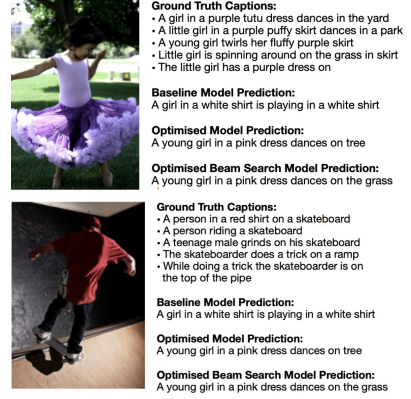 Ground Truth Captions:
• A girl in a purple tutu dress dances in the yard
• A little girl in a purple puffy skirt dances in a park
• A young girl twirls her fluffy purple skirt
• Little girl is spinning around on the grass in skirt
• The little girl has a purple dress on
Baseline Model Prediction:
A girl in a white shirt is playing in a white shirt
Optimised Model Prediction:
A young girl in a pink dress dances on tree
Optimised Beam Search Model Prediction:
A young girl in a pink dress dances on the grass
Ground Truth Captions:
• A person in a red shirt on a skateboard
• A person riding a skateboard
• A teenage male grinds on his skateboard
• The skateboarder does a trick on a ramp
• While doing a trick the skateboarder is on
the top of the pipe
Baseline Model Prediction:
A girl in a white shirt is playing in a white shirt
Optimised Model Prediction:
A young girl in a pink dress dances on tree
Optimised Beam Search Model Prediction:
A young girl in a pink dress dances on the grass